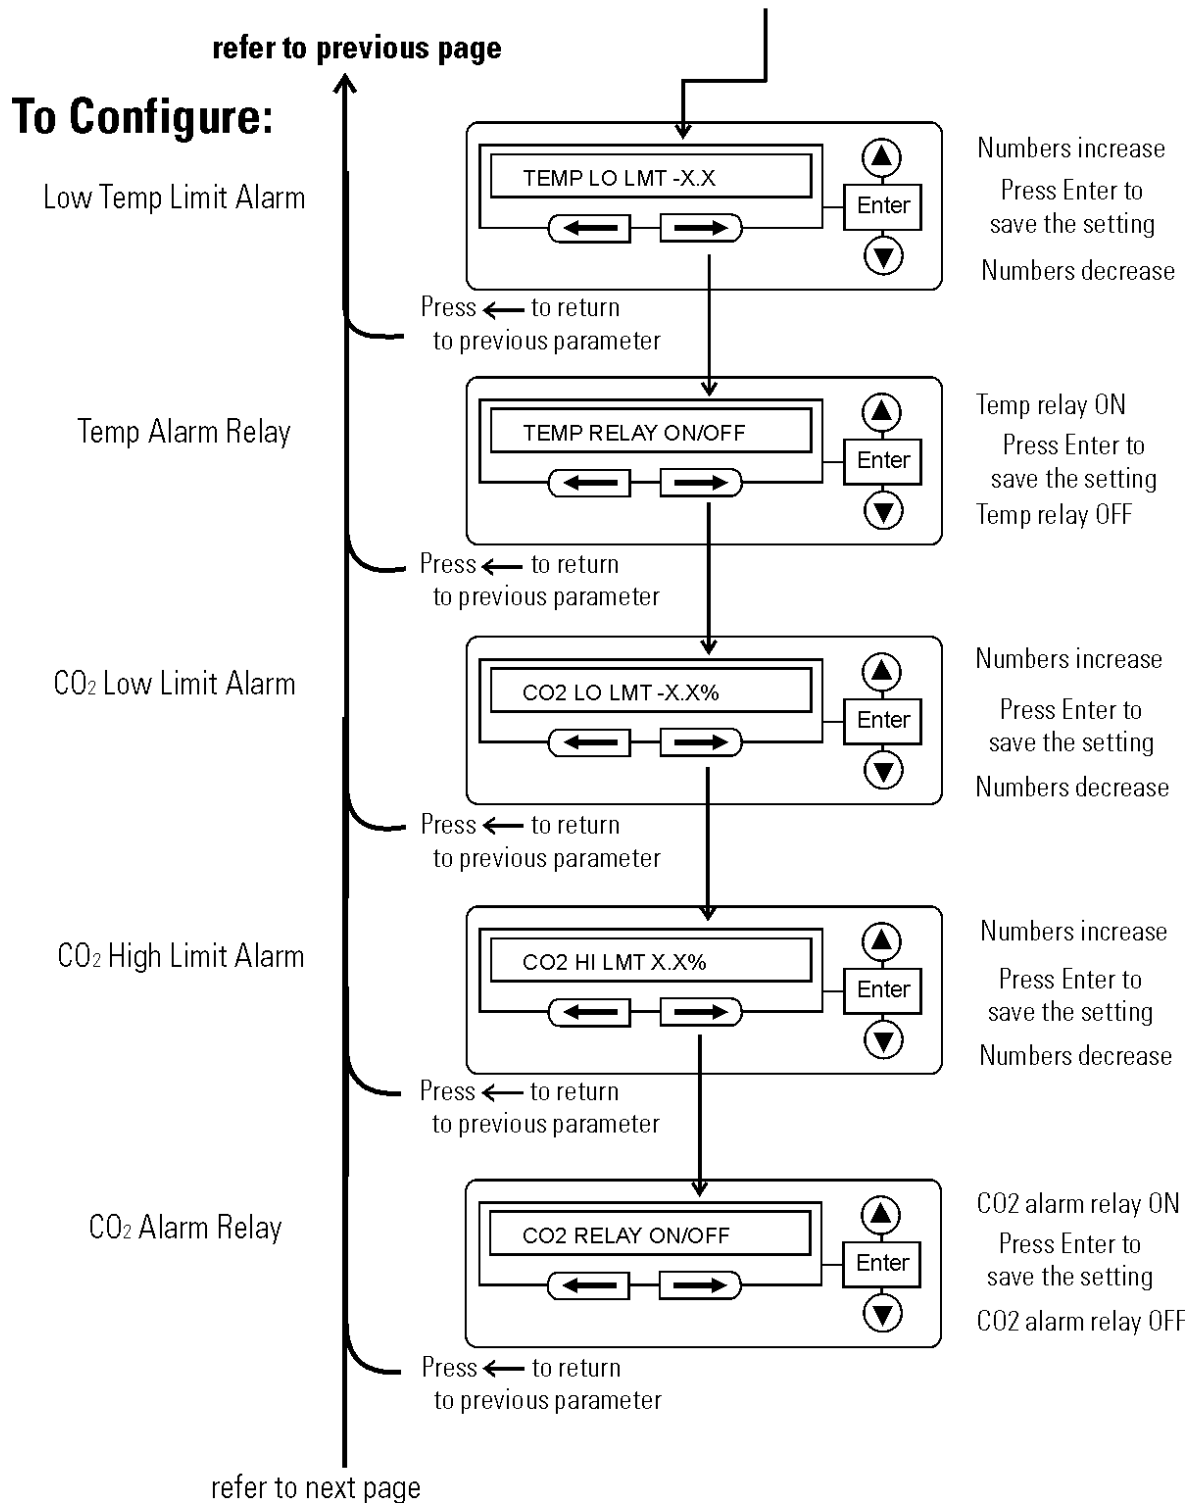 refer to previous page
To Configure:
Low Temp Limit Alarm
TEMP LO LMT -X.X
Enter
Numbers increase
Press Enter to
save the setting
Numbers decrease
Press ← to return
to previous parameter
Temp Alarm Relay
TEMP RELAY ON/OFF
Enter
Temp relay ON
Press Enter to
save the setting
Temp relay OFF
Press ← to return
to previous parameter
CO2 Low Limit Alarm
CO2 LO LMT -X.X%
Enter
Numbers increase
Press Enter to
save the setting
Numbers decrease
Press ← to return
to previous parameter
CO2 High Limit Alarm
CO2 HI LMT X.X%
Enter
Numbers increase
Press Enter to
save the setting
Numbers decrease
Press ← to return
to previous parameter
CO2 Alarm Relay
CO2 RELAY ON/OFF
Enter
CO2 alarm relay ON
Press Enter to
save the setting
CO2 alarm relay OFF
Press ← to return
to previous parameter
refer to next page